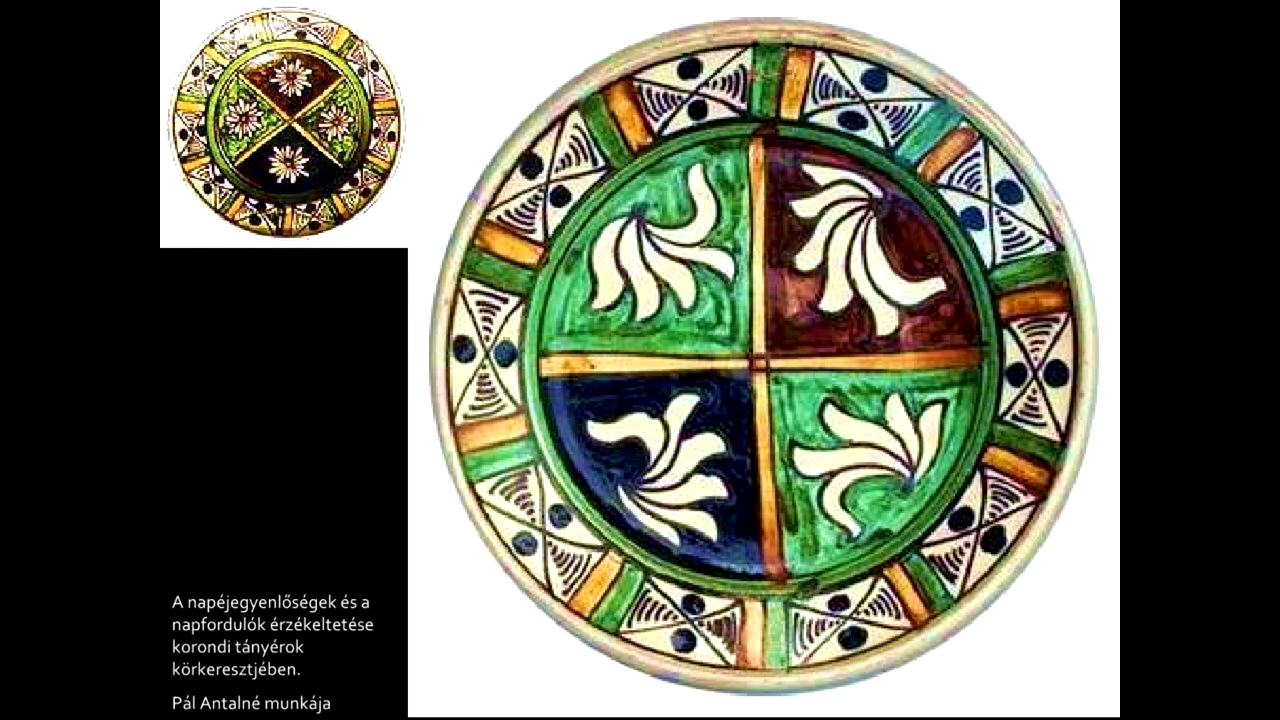 A napéjegyenlőségek és a
napfordulók érzékeltetése
korondi tányérok
körkeresztjében.
Pál Antalné munkája